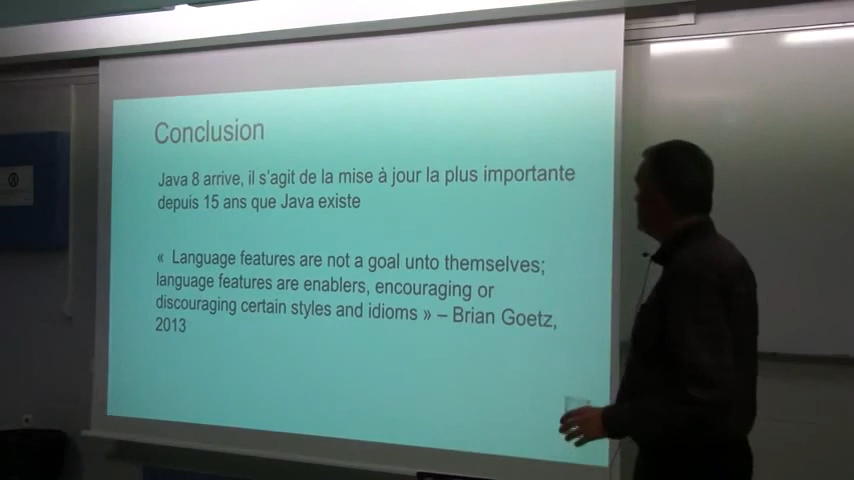 Conclusion
Java 8 arrive, il s'agit de la mise à jour la plus importante
depuis 15 ans que Java existe
« Language features are not a goal unto themselves;
language features are enablers, encouraging or
discouraging certain styles and idioms » – Brian Goetz,
2013